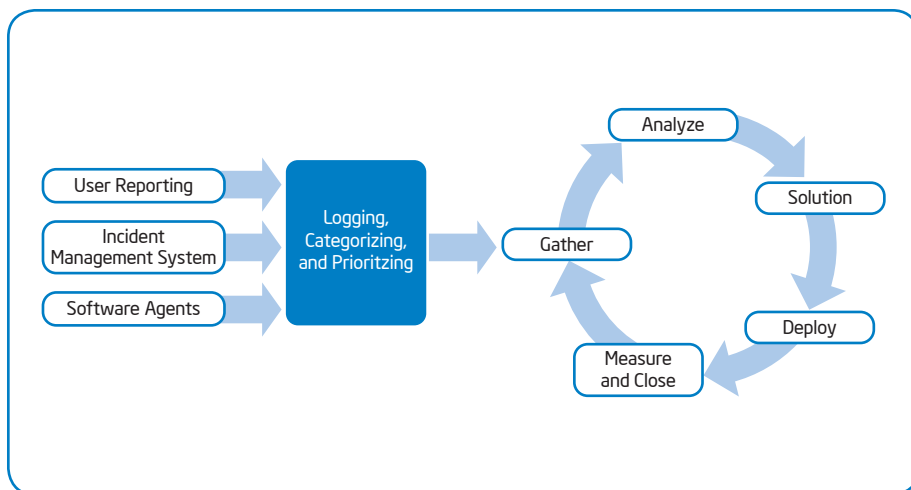 User Reporting
Incident
Management System
Software Agents
Logging,
Categorizing,
and Prioritzing
Gather
Analyze
Solution
Deploy
Measure
and Close